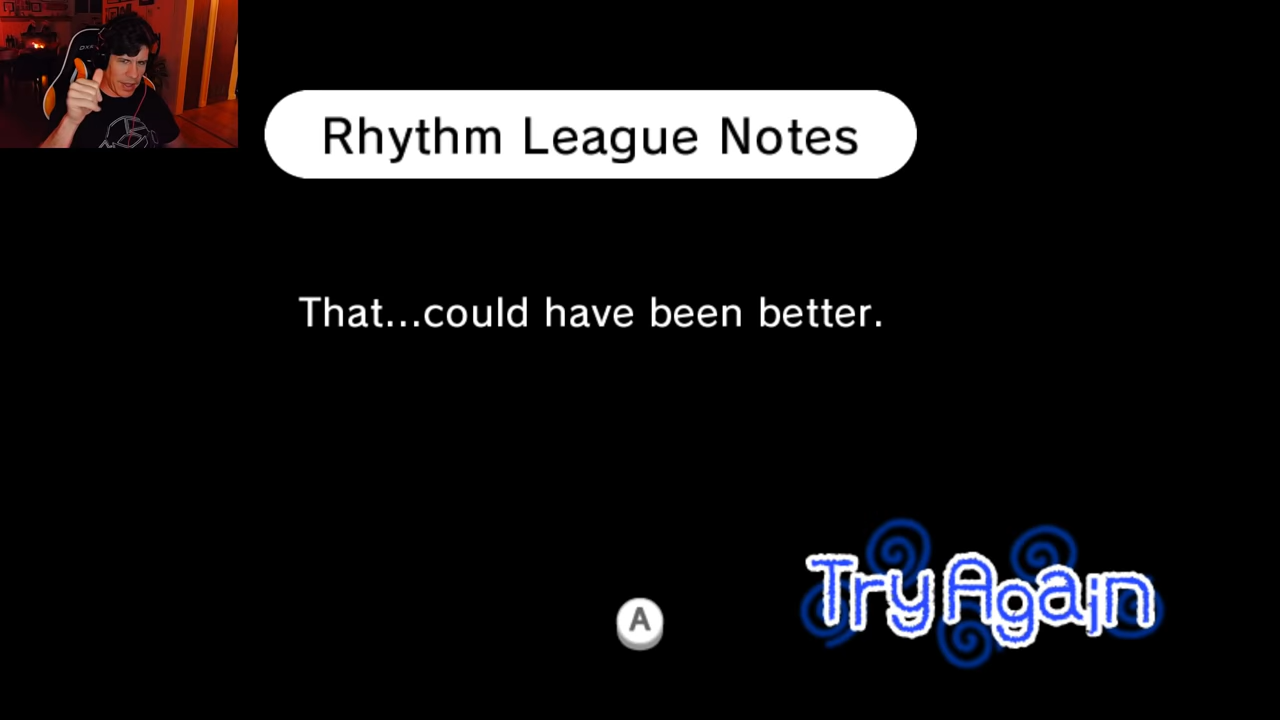 Rhythm League Notes
That...could have been better.
Try Again
A